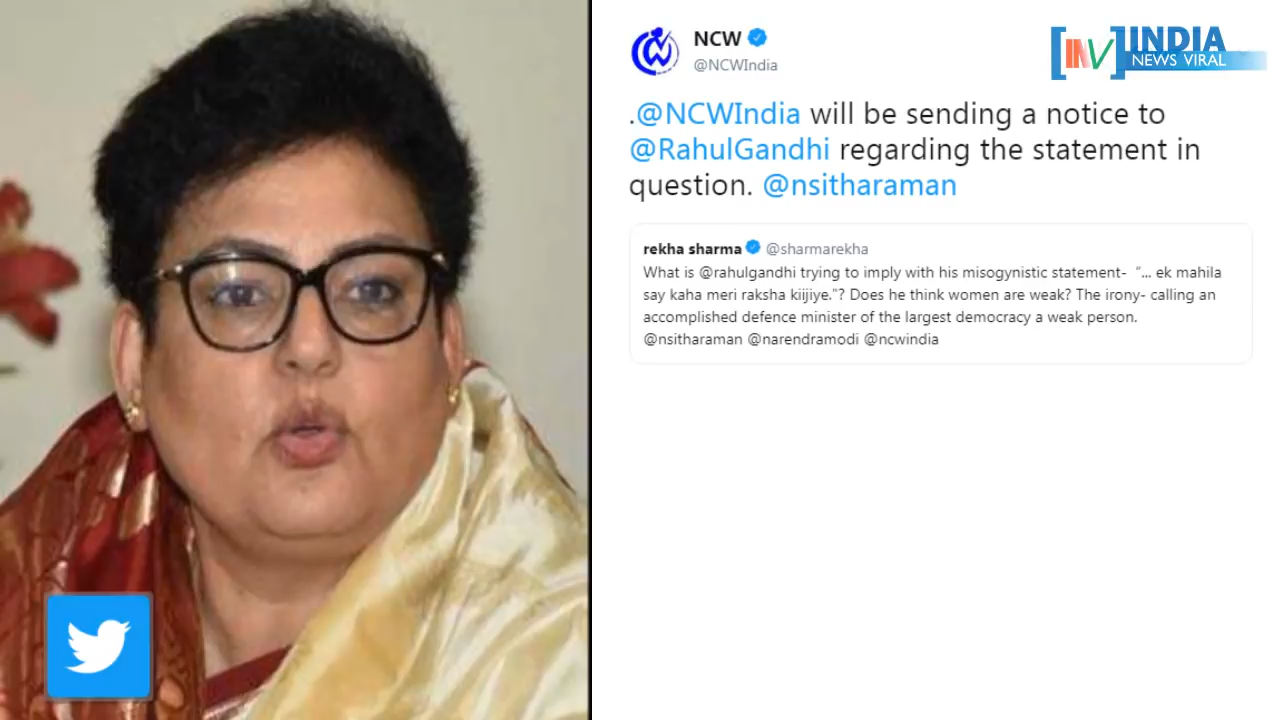 NCW
@NCWIndia
INV INDIA
NEWS VIRAL
.@NCWIndia will be sending a notice to
@RahulGandhi regarding the statement in
question. @nsitharaman
rekha sharma @sharmarekha
What is @rahulgandhi trying to imply with his misogynistic statement- “... ek mahila
say kaha meri raksha kiijiye."? Does he think women are weak? The irony- calling an
accomplished defence minister of the largest democracy a weak person.
@nsitharaman @narendramodi @ncwindia